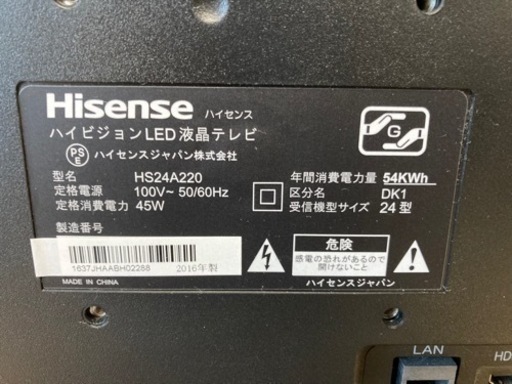 Hisense ハイセンス
ハイビジョンLED液晶テレビ
PSE ハイセンスジャパン株式会社
G
型名 HS24A220
定格電源 100V~ 50/60Hz
定格消費電力 45W
年間消費電力量 54KWh
区分名 DK1
受信機型サイズ 24型
製造番号
1637JHAABH02288 2016年製
MADE IN CHINA
危険
感電の恐れがあるので
開けないこと
ハイセンスジャパン
LAN
HD